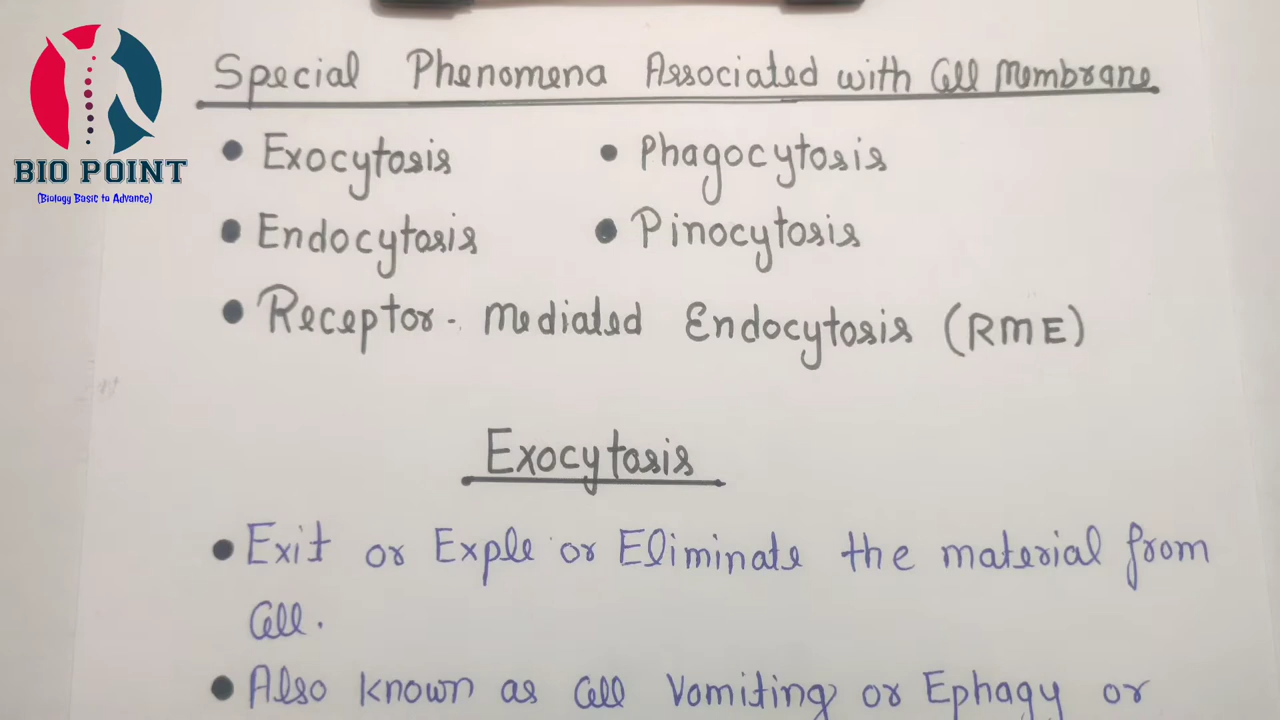 BIO POINT
(Biology Basic to Advance)
Special Phenomena Associated with Cell Membrane
• Exocytosis • Phagocytosis
• Endocytosis • Pinocytosis
• Receptor-mediated Endocytosis (RME)
Exocytosis
• Exit or Exple or Eliminate the material from
Cell.
• Also known as Cell Vomiting or Ephagy or